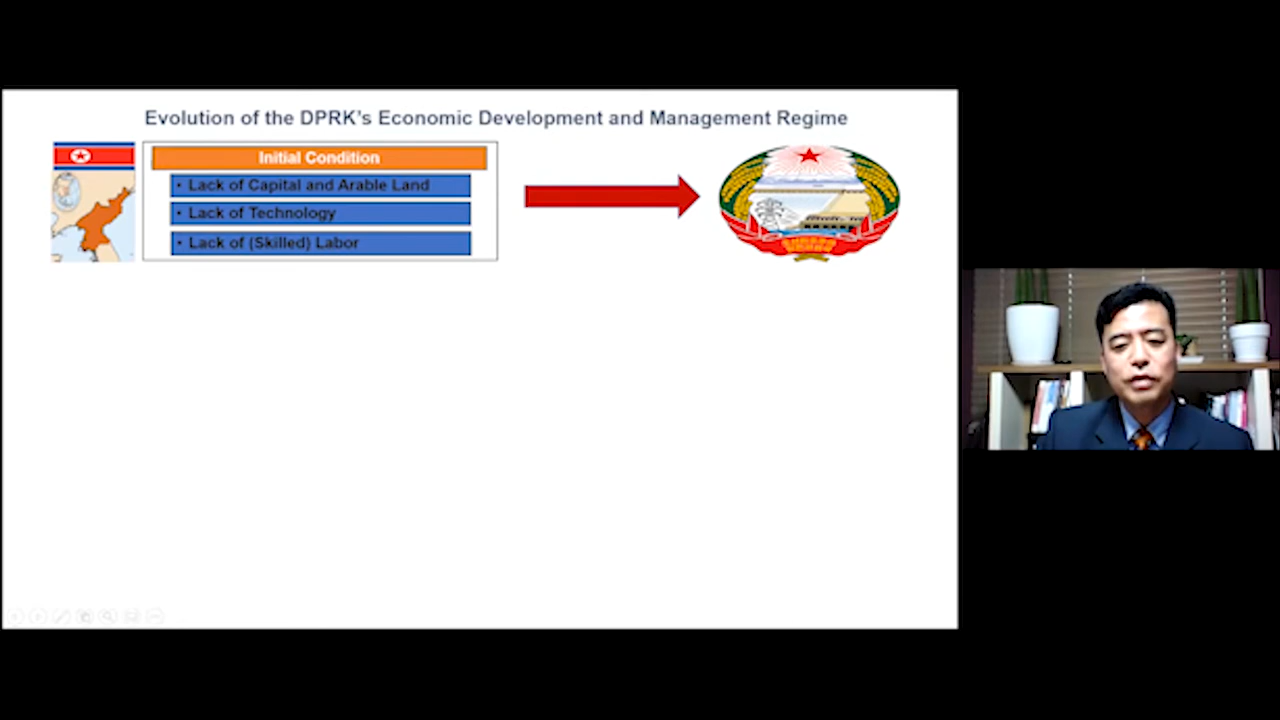 Evolution of the DPRK's Economic Development and Management Regime
Initial Condition
• Lack of Capital and Arable Land
• Lack of Technology
• Lack of (Skilled) Labor